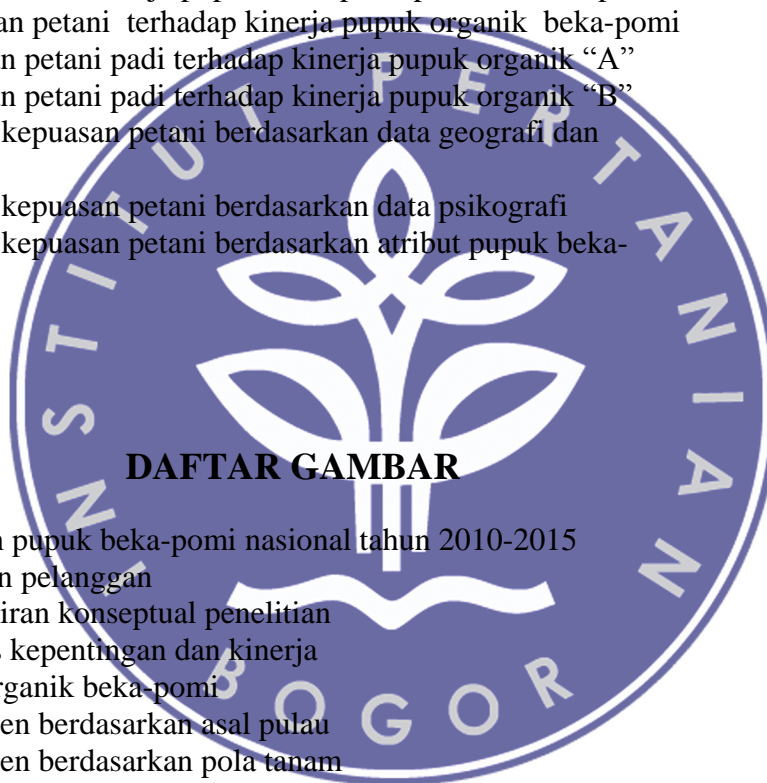 an petani terhadap kinerja pupuk organik beka-pomi
n petani padi terhadap kinerja pupuk organik “A”
n petani padi terhadap kinerja pupuk organik “B”
kepuasan petani berdasarkan data geografi dan
kepuasan petani berdasarkan data psikografi
kepuasan petani berdasarkan atribut pupuk beka-
DAFTAR GAMBAR
n pupuk beka-pomi nasional tahun 2010-2015
n pelanggan
iran konseptual penelitian
s kepentingan dan kinerja
rganik beka-pomi
en berdasarkan asal pulau
en berdasarkan pola tanam
INSTITUT PERTANIAN
BOGOR